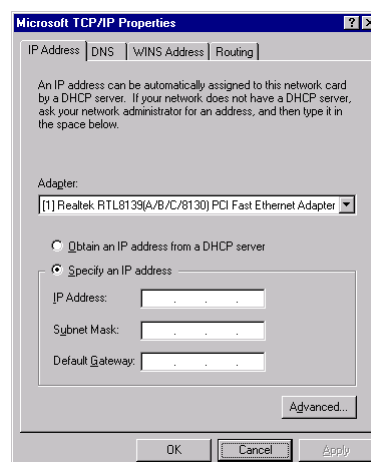 Microsoft TCP/IP Properties
IP Address DNS WINS Address Routing
An IP address can be automatically assigned to this network card
by a DHCP server. If your network does not have a DHCP server,
ask your network administrator for an address, and then type it in
the space below.
Adapter:
[1] Realtek RTL8139(A/B/C/8130) PCI Fast Ethernet Adapter
Obtain an IP address from a DHCP server
Specify an IP address
IP Address: . . .
Subnet Mask: . . .
Default Gateway: . . .
Advanced...
OK Cancel Apply